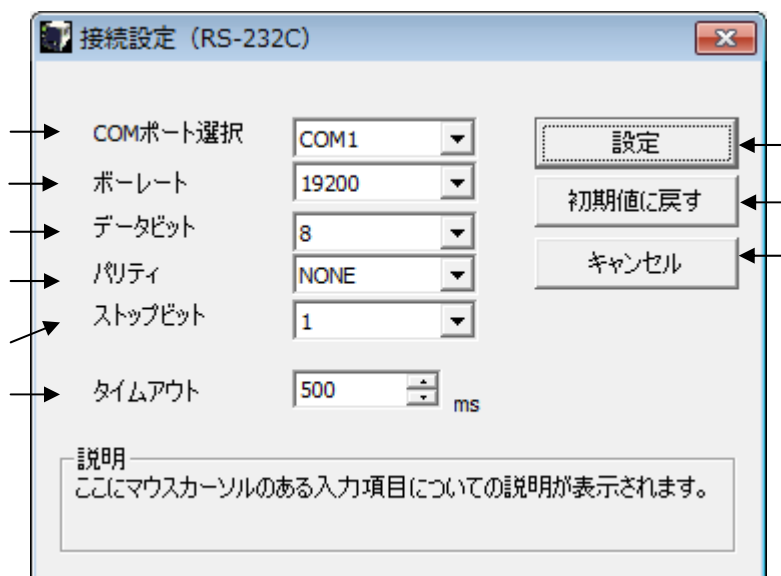 接続設定（RS-232C）
COMポート選択 COM1 設定
ボーレート 19200 初期値に戻す
データビット 8
パリティ NONE キャンセル
ストップビット 1
タイムアウト 500 ms
説明
ここにマウスカーソルのある入力項目についての説明が表示されます。